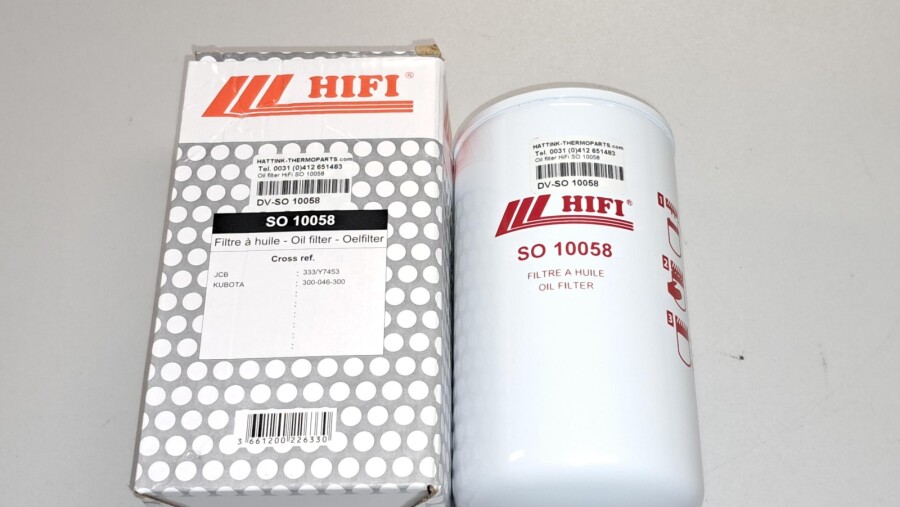 HIFI®
HATTINK-THERMOPARTS.com
Tel. 0031 (0)412 651483
Oil filter HiFi SO 10058
DV-SO 10058
SO 10058
Filtre à huile - Oil filter - Oelfilter
Cross ref.
JCB : 333/Y7453
KUBOTA : 300-046-300
:
:
:
:
:
:
3 661200 226330
HATTINK-THERMOPARTS.com
Tel. 0031 (0)412 651483
Oil filter HiFi SO 10058
DV-SO 10058
HIFI®
SO 10058
FILTRE A HUILE
OIL FILTER
1
2
3